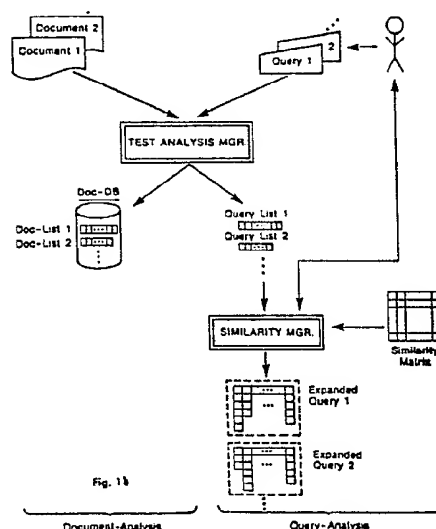 Document 2
Document 1
2
Query 1
TEST ANALYSIS MGR.
Doc-DB
Doc-List 1
Doc-List 2
Query List 1
Query List 2
SIMILARITY MGR.
Similarity
Matrix
Expanded
Query 1
Expanded
Query 2
Fig. 1b
Document-Analysis
Query-Analysis